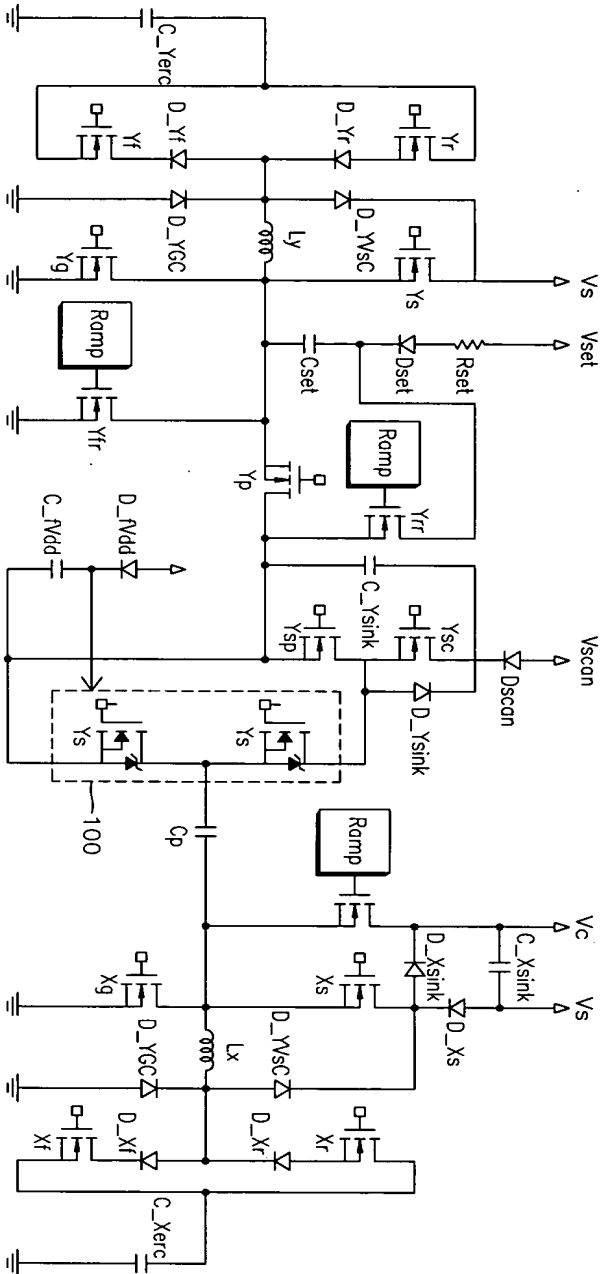 C_Yerc
Yr
D_Yr
D_Yf
Yf
Vs
Ys
D_YVsC
Ly
D_YGC
Yg
Vset
Rset
Dset
Cset
Ramp
Yfr
Yrr
Ramp
Yp
D_fVdd
C_fVdd
Vscan
Dscan
Ysc
D_Ysink
C_Ysink
Ysp
Ys
Ys
100
Cp
Vc
Vs
C_Xsink
D_Xsink
D_Xs
Ramp
Xs
Xg
D_YVsC
Lx
D_YGC
Xr
D_Xr
D_Xf
Xf
C_Xerc